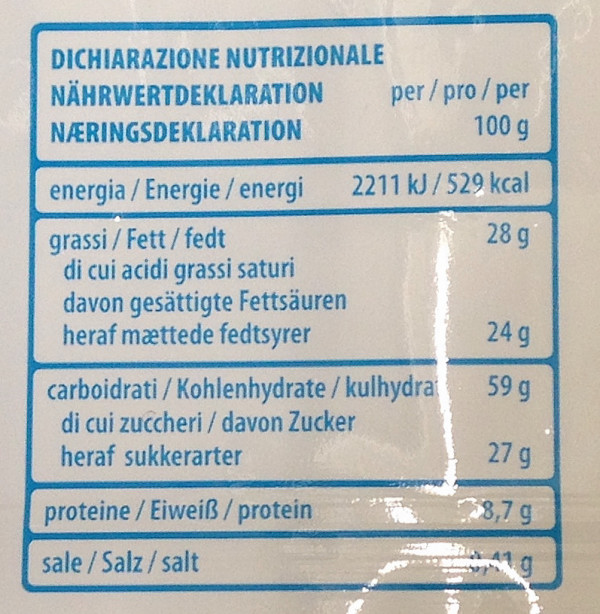 DICHIARAZIONE NUTRIZIONALE
NÄHRWERTDEKLARATION per / pro / per
NÆRINGSDEKLARATION 100 g
energia / Energie / energi 2211 kJ / 529 kcal
grassi / Fett / fedt 28 g
di cui acidi grassi saturi
davon gesättigte Fettsäuren
heraf mættede fedtsyrer 24 g
carboidrati / Kohlenhydrate / 59 g
di cui zuccheri / davon Zucker
heraf sukkerarter 27 g
proteine / Eiweiß / protein 8,7 g
sale / Salz / salt g